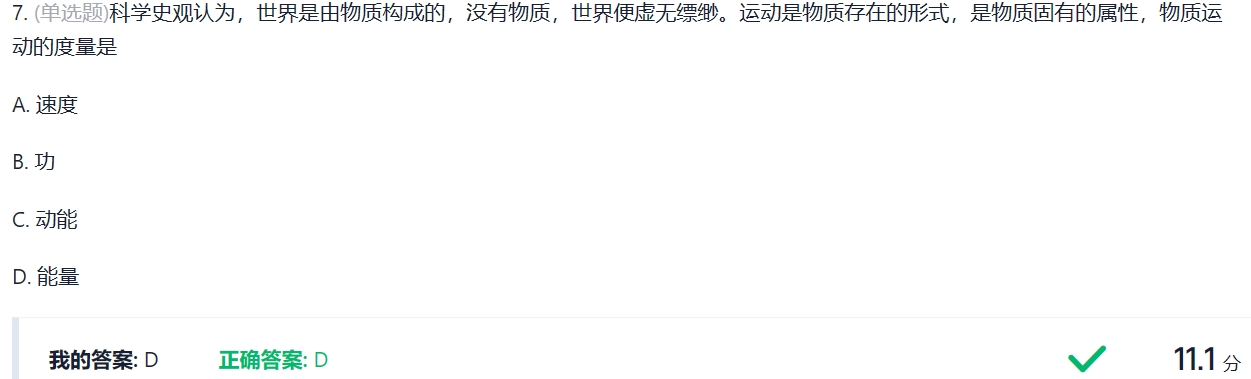 7. (单选题)科学史观认为，世界是由物质构成的，没有物质，世界便虚无缥缈。运动是物质存在的形式，是物质固有的属性，物质运
动的度量是
A. 速度
B. 功
C. 动能
D. 能量
我的答案: D 正确答案: D 11.1 分